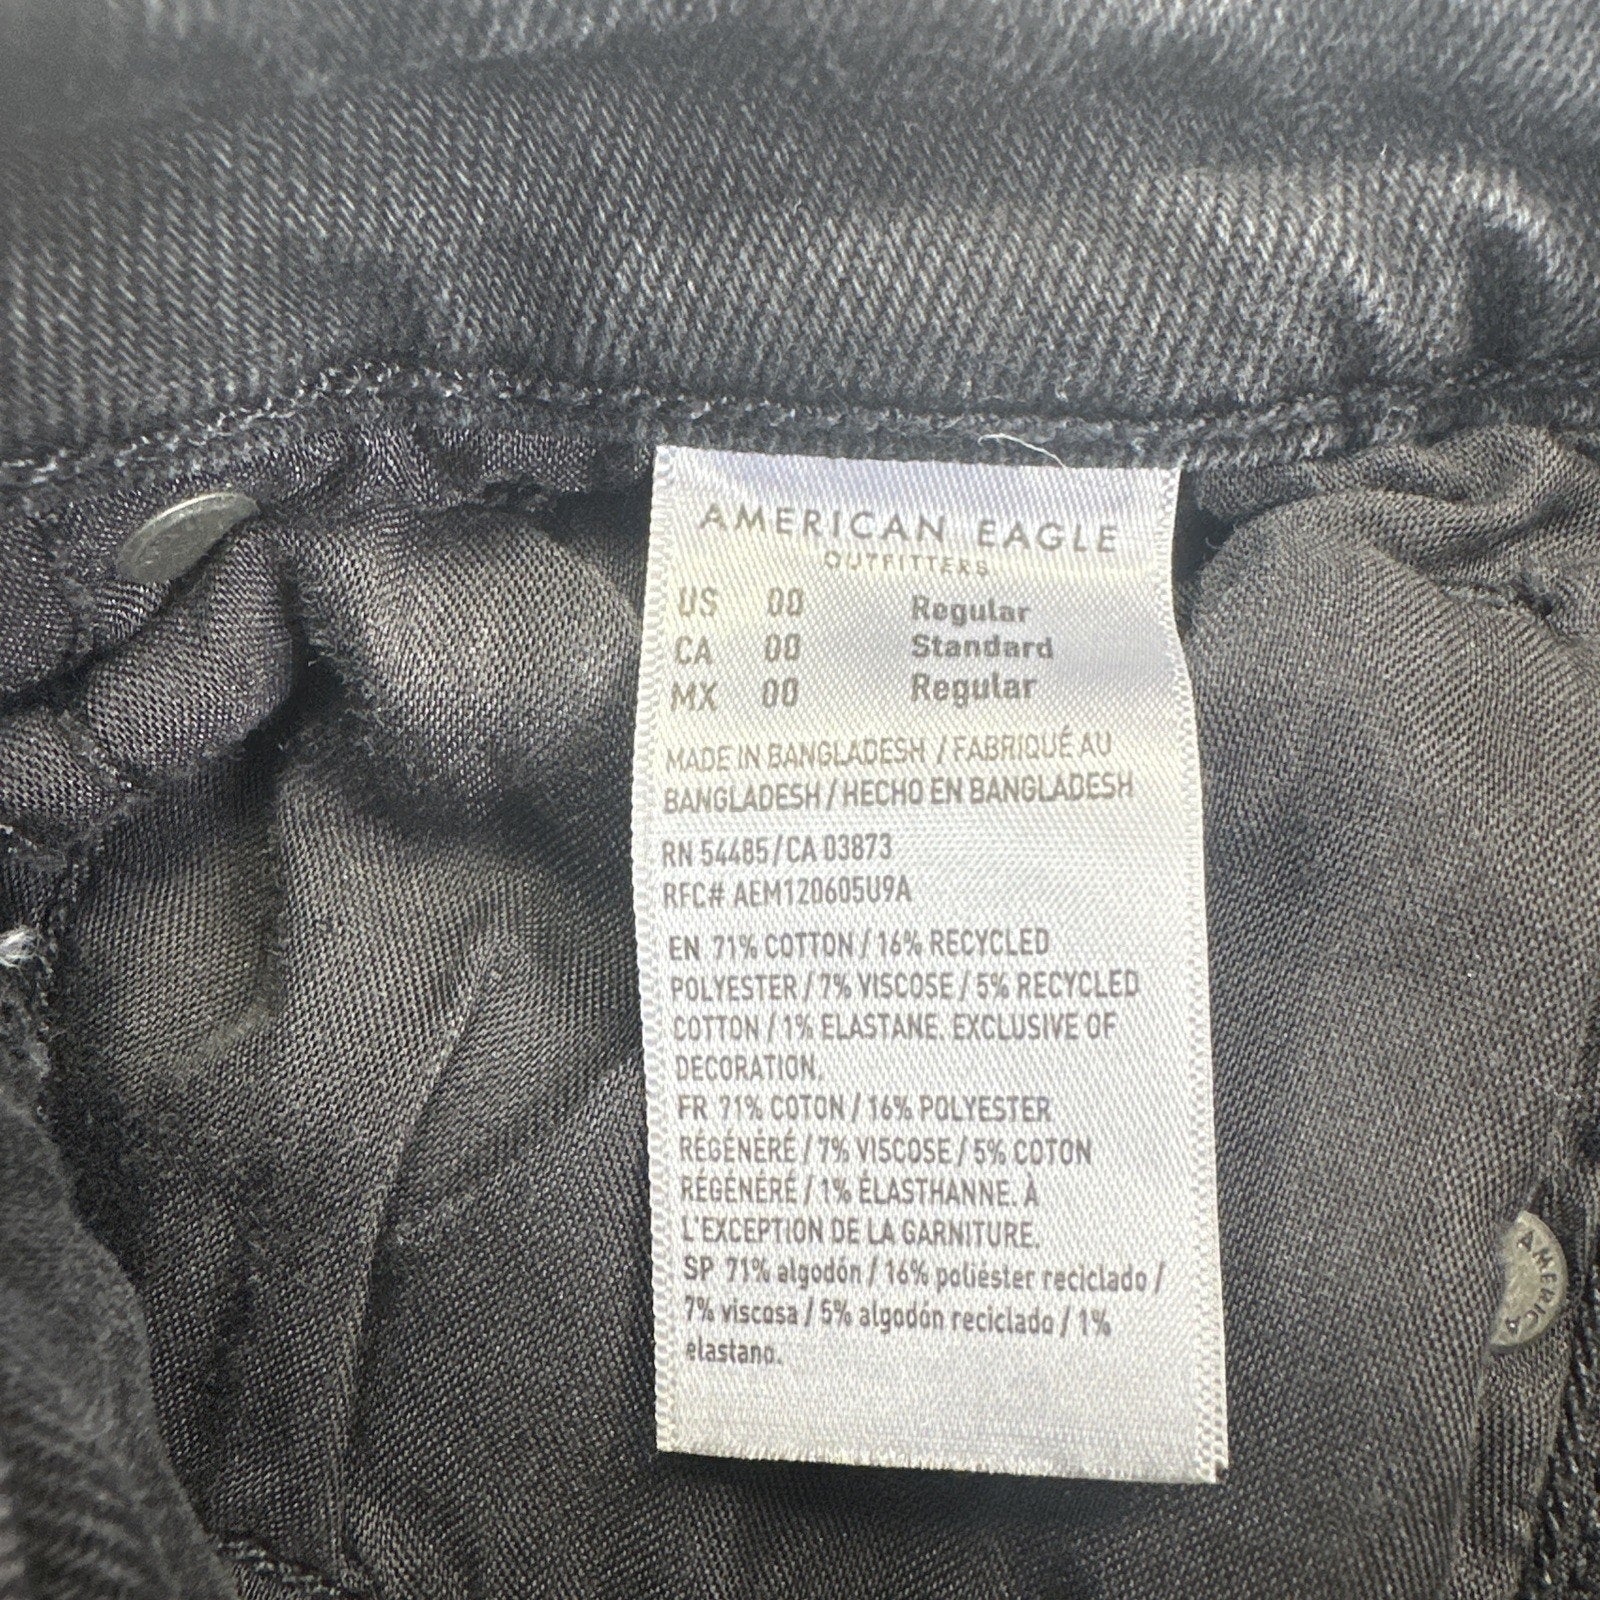 AMERICAN EAGLE
OUTFITTERS
US 00 Regular
CA 00 Standard
MX 00 Regular
MADE IN BANGLADESH / FABRIQUÉ AU
BANGLADESH / HECHO EN BANGLADESH
RN 54485/CA 03873
RFC# AEM120605U9A
EN 71% COTTON / 16% RECYCLED
POLYESTER / 7% VISCOSE / 5% RECYCLED
COTTON / 1% ELASTANE. EXCLUSIVE OF
DECORATION.
FR 71% COTON / 16% POLYESTER
RÉGÉNÉRÉ / 7% VISCOSE / 5% COTON
RÉGÉNÉRÉ / 1% ÉLASTHANNE. À
L'EXCEPTION DE LA GARNITURE.
SP 71% algodón / 16% poliéster reciclado /
7% viscosa / 5% algodón reciclado / 1%
elastano.
AMERICA